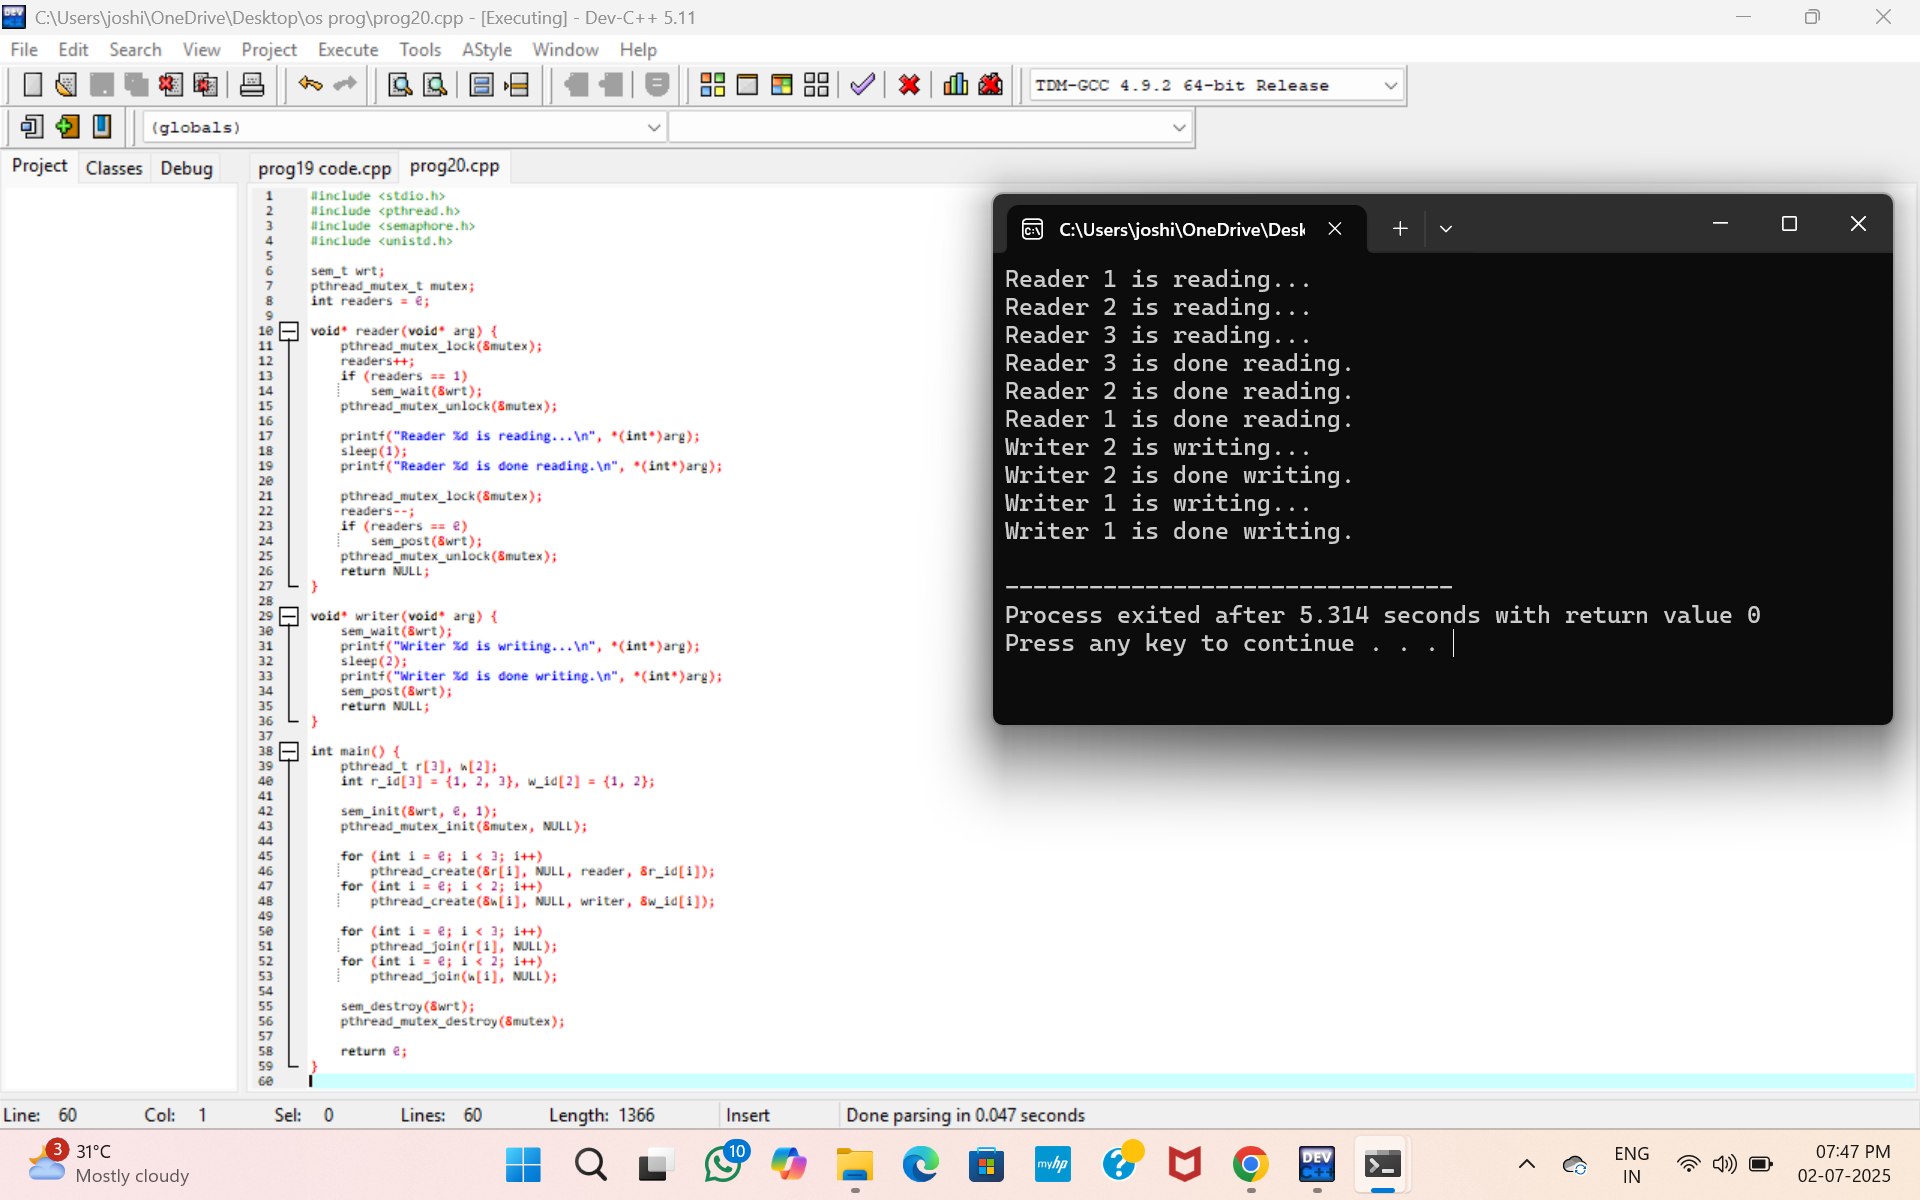 C:\Users\joshi\OneDrive\Desktop\os prog\prog20.cpp - [Executing] - Dev-C++ 5.11
File Edit Search View Project Execute Tools AStyle Window Help
TDM-GCC 4.9.2 64-bit Release
(globals)
Project Classes Debug
prog19 code.cpp prog20.cpp
1 #include <stdio.h>
2 #include <pthread.h>
3 #include <semaphore.h>
4 #include <unistd.h>
5
6 sem_t wrt;
7 pthread_mutex_t mutex;
8 int readers = 0;
9
10 void* reader(void* arg) {
11 pthread_mutex_lock(&mutex);
12 readers++;
13 if (readers == 1)
14 sem_wait(&wrt);
15 pthread_mutex_unlock(&mutex);
16
17 printf("Reader %d is reading...\n", *(int*)arg);
18 sleep(1);
19 printf("Reader %d is done reading.\n", *(int*)arg);
20
21 pthread_mutex_lock(&mutex);
22 readers--;
23 if (readers == 0)
24 sem_post(&wrt);
25 pthread_mutex_unlock(&mutex);
26 return NULL;
27 }
28
29 void* writer(void* arg) {
30 sem_wait(&wrt);
31 printf("Writer %d is writing...\n", *(int*)arg);
32 sleep(2);
33 printf("Writer %d is done writing.\n", *(int*)arg);
34 sem_post(&wrt);
35 return NULL;
36 }
37
38 int main() {
39 pthread_t r[3], w[2];
40 int r_id[3] = {1, 2, 3}, w_id[2] = {1, 2};
41
42 sem_init(&wrt, 0, 1);
43 pthread_mutex_init(&mutex, NULL);
44
45 for (int i = 0; i < 3; i++)
46 pthread_create(&r[i], NULL, reader, &r_id[i]);
47 for (int i = 0; i < 2; i++)
48 pthread_create(&w[i], NULL, writer, &w_id[i]);
49
50 for (int i = 0; i < 3; i++)
51 pthread_join(r[i], NULL);
52 for (int i = 0; i < 2; i++)
53 pthread_join(w[i], NULL);
54
55 sem_destroy(&wrt);
56 pthread_mutex_destroy(&mutex);
57
58 return 0;
59 }
60
C:\Users\joshi\OneDrive\Desk
Reader 1 is reading...
Reader 2 is reading...
Reader 3 is reading...
Reader 3 is done reading.
Reader 2 is done reading.
Reader 1 is done reading.
Writer 2 is writing...
Writer 2 is done writing.
Writer 1 is writing...
Writer 1 is done writing.
--------------------------------
Process exited after 5.314 seconds with return value 0
Press any key to continue . . .
Line: 60 Col: 1 Sel: 0 Lines: 60 Length: 1366 Insert Done parsing in 0.047 seconds
3
31°C
Mostly cloudy
10
myhp
DEV
C++
ENG
IN
07:47 PM
02-07-2025